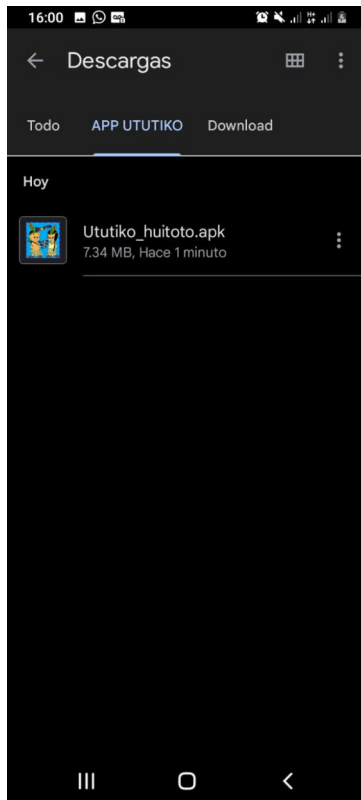 16:00
Descargas
Todo APP UTUTIKO Download
Hoy
Ututiko_huitoto.apk
7.34 MB, Hace 1 minuto